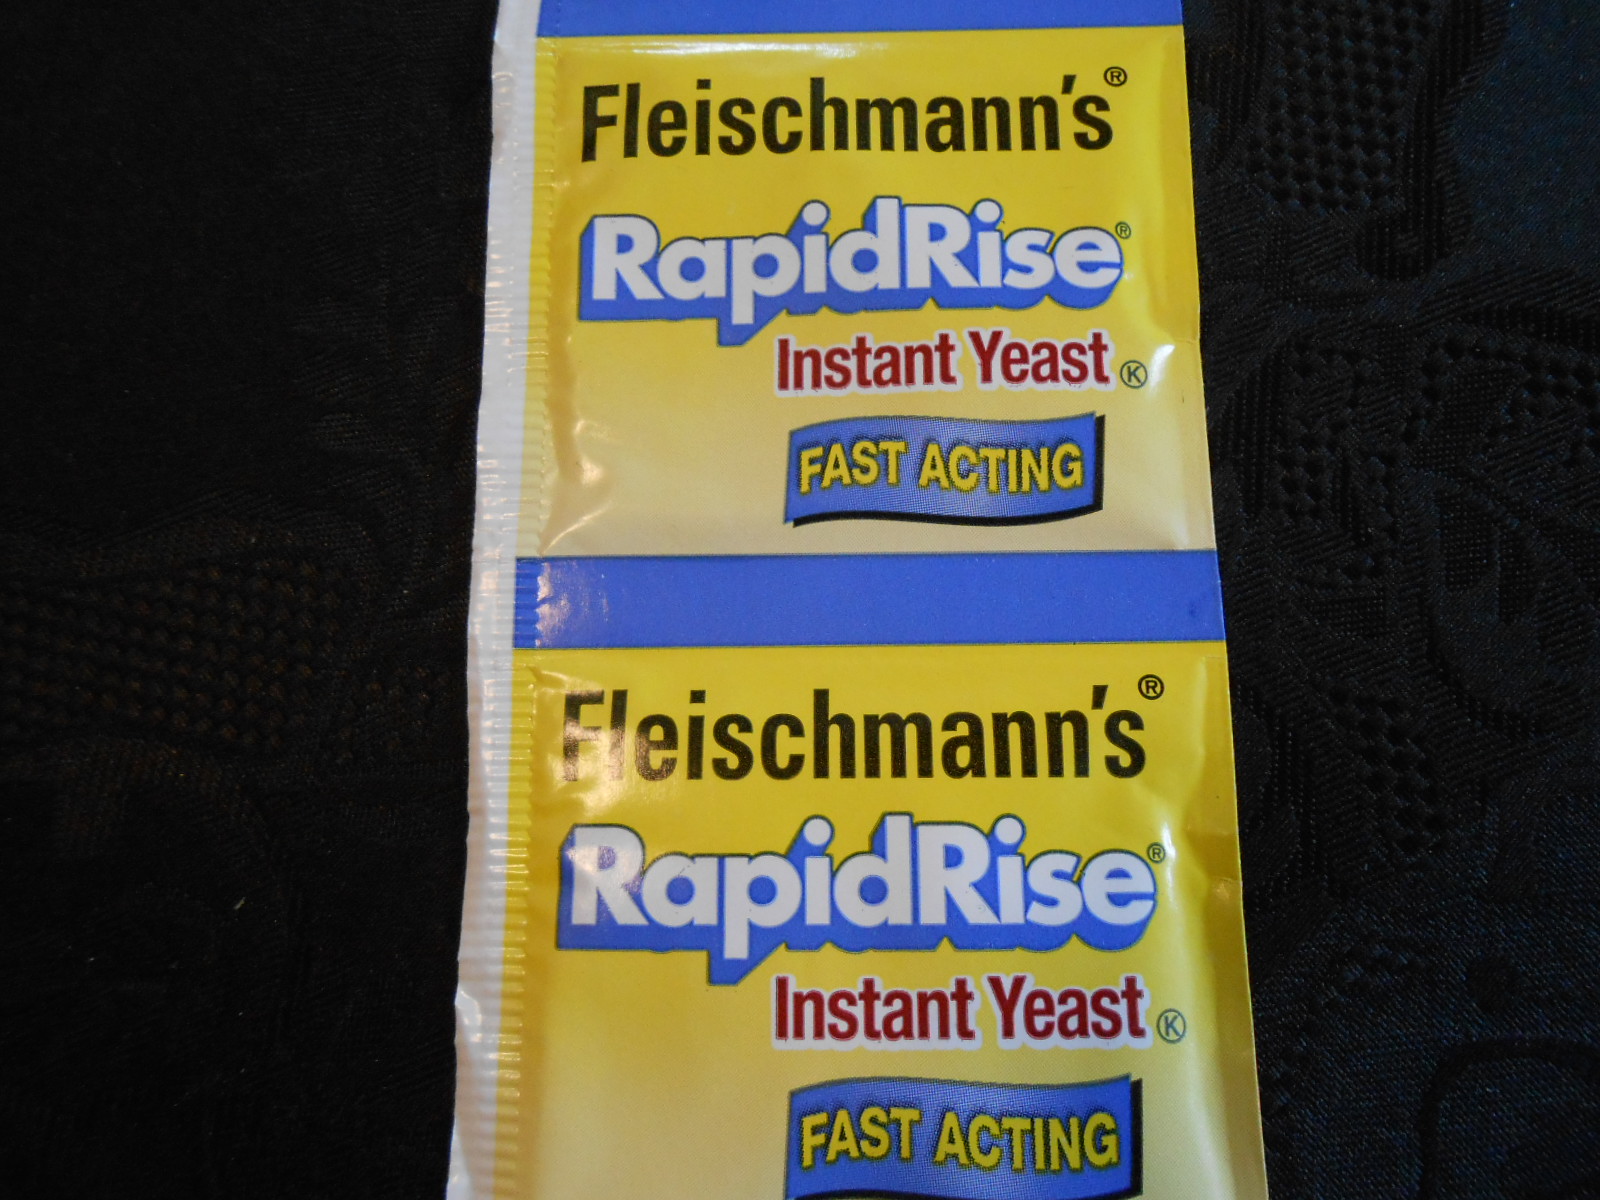 Fleischmann's®
RapidRise®
Instant Yeast Ⓚ
FAST ACTING
Fleischmann's®
RapidRise®
Instant Yeast Ⓚ
FAST ACTING